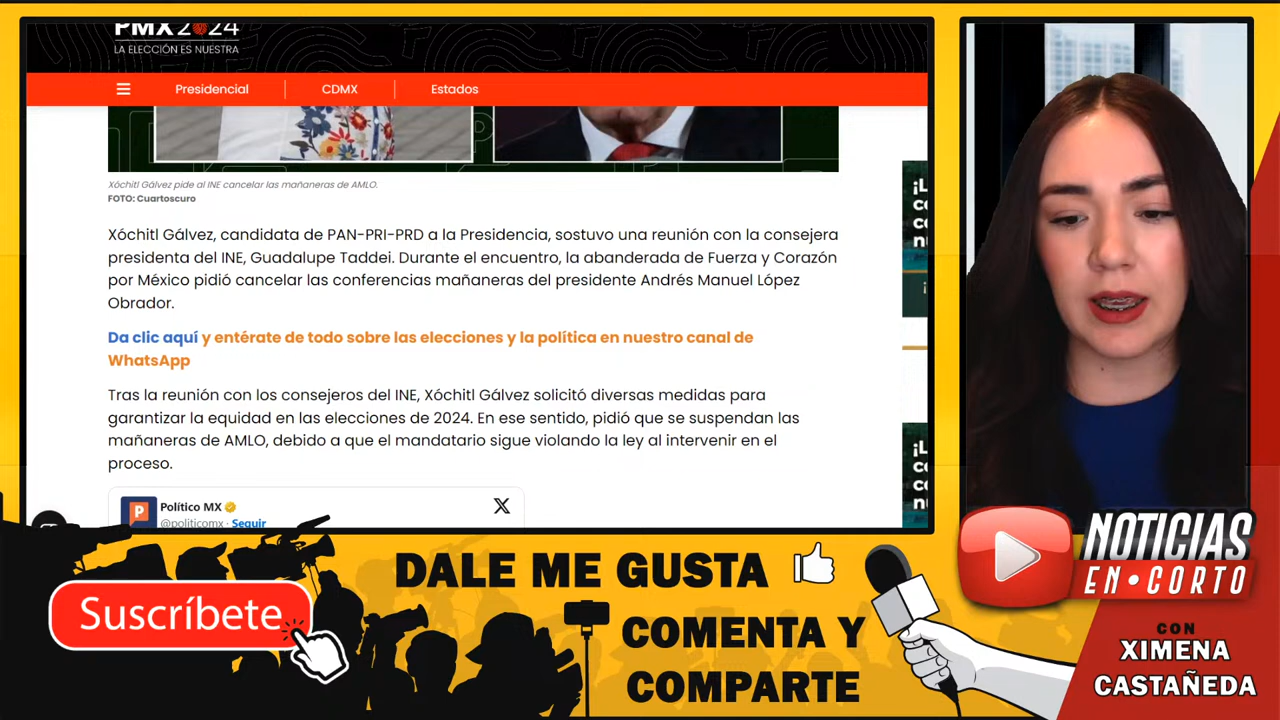 PMX 2024
LA ELECCIÓN ES NUESTRA
Presidencial
CDMX
Estados
Xóchitl Gálvez pide al INE cancelar las mañaneras de AMLO.
FOTO: Cuartoscuro
Xóchitl Gálvez, candidata de PAN-PRI-PRD a la Presidencia, sostuvo una reunión con la consejera
presidenta del INE, Guadalupe Taddei. Durante el encuentro, la abanderada de Fuerza y Corazón
por México pidió cancelar las conferencias mañaneras del presidente Andrés Manuel López
Obrador.
Da clic aquí y entérate de todo sobre las elecciones y la política en nuestro canal de
WhatsApp
Tras la reunión con los consejeros del INE, Xóchitl Gálvez solicitó diversas medidas para
garantizar la equidad en las elecciones de 2024. En ese sentido, pidió que se suspendan las
mañaneras de AMLO, debido a que el mandatario sigue violando la ley al intervenir en el
proceso.
Político MX
@politicomx · Seguir
Suscríbete
DALE ME GUSTA
COMENTA Y
COMPARTE
NOTICIAS
EN•CORTO
CON
XIMENA
CASTAÑEDA